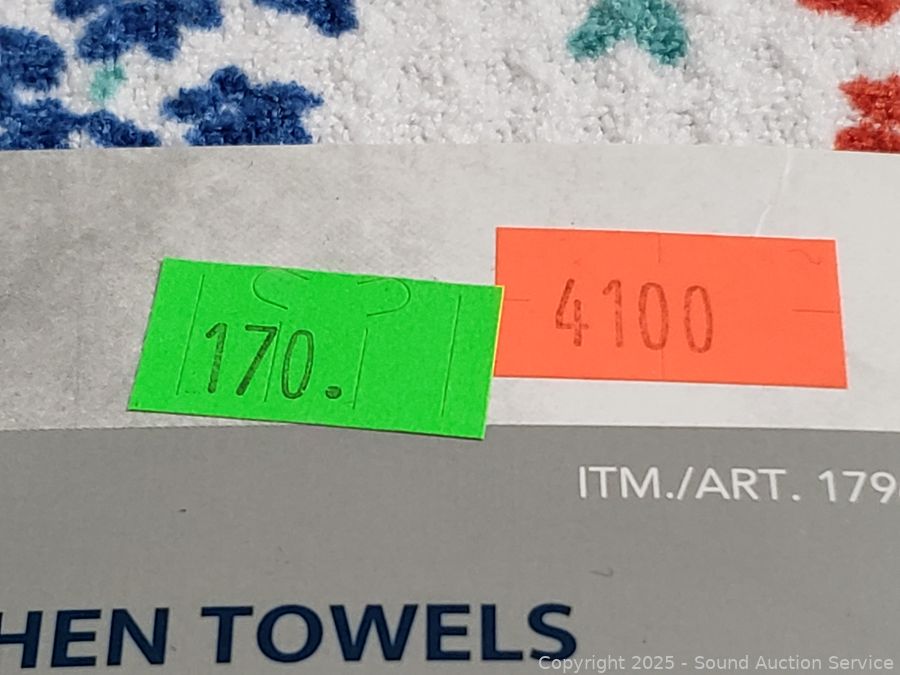 170.
4100
ITM./ART. 179
HEN TOWELS
Copyright 2025 - Sound Auction Service